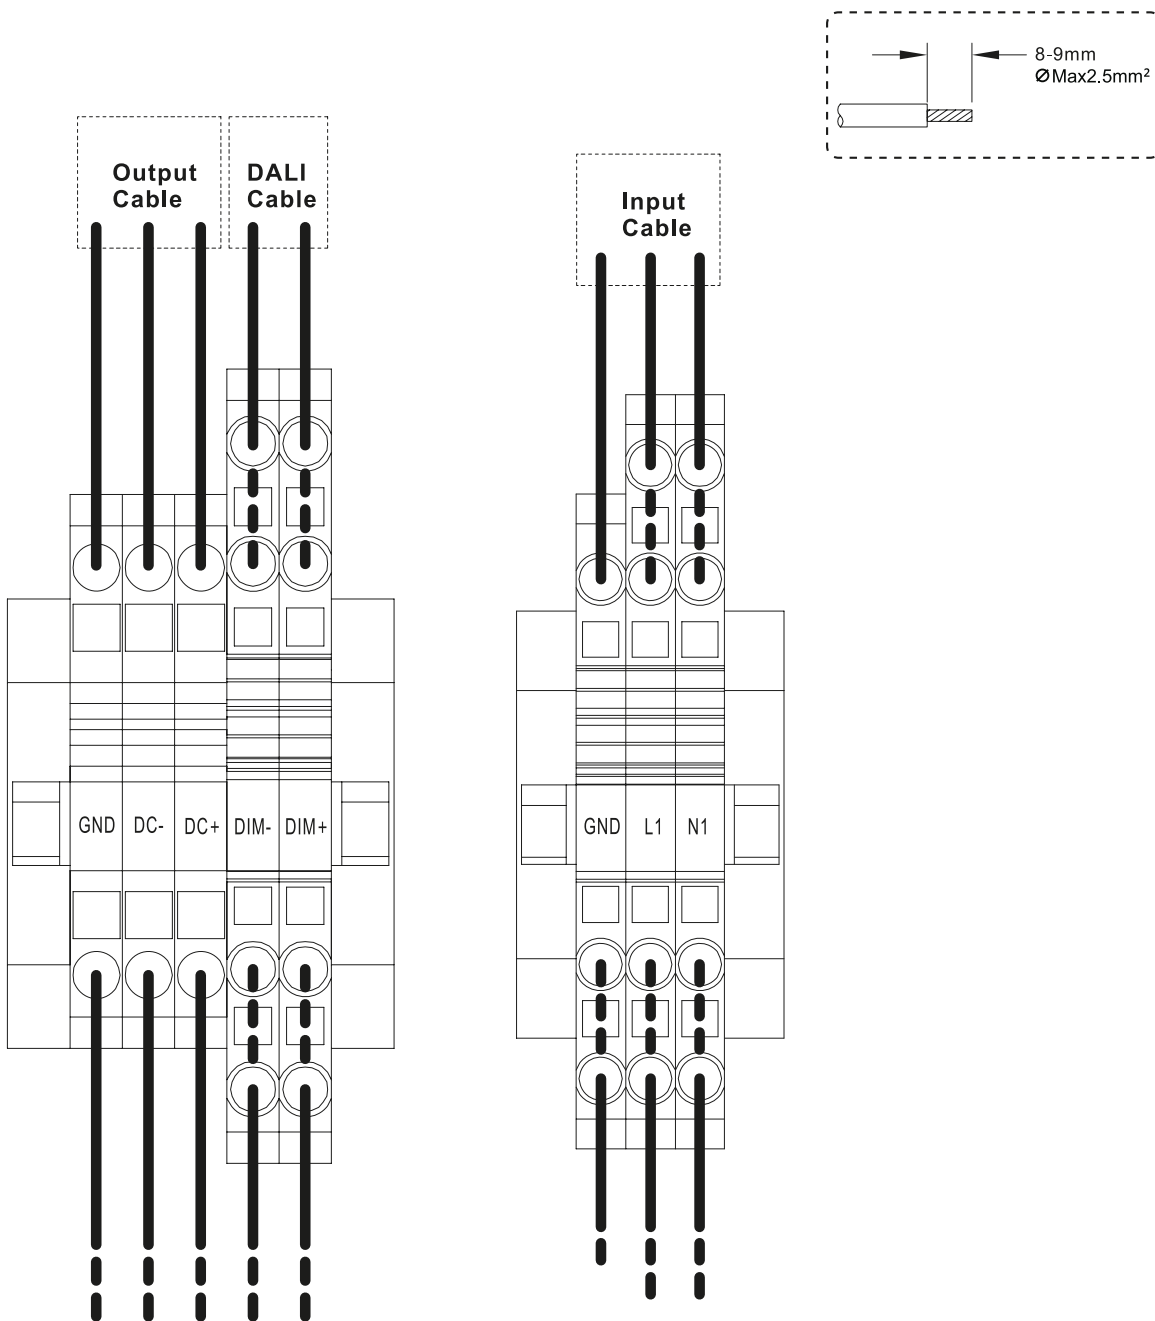 8-9mm
ØMax2.5mm²
Output
Cable
DALI
Cable
Input
Cable
GND DC- DC+ DIM- DIM+
GND L1 N1